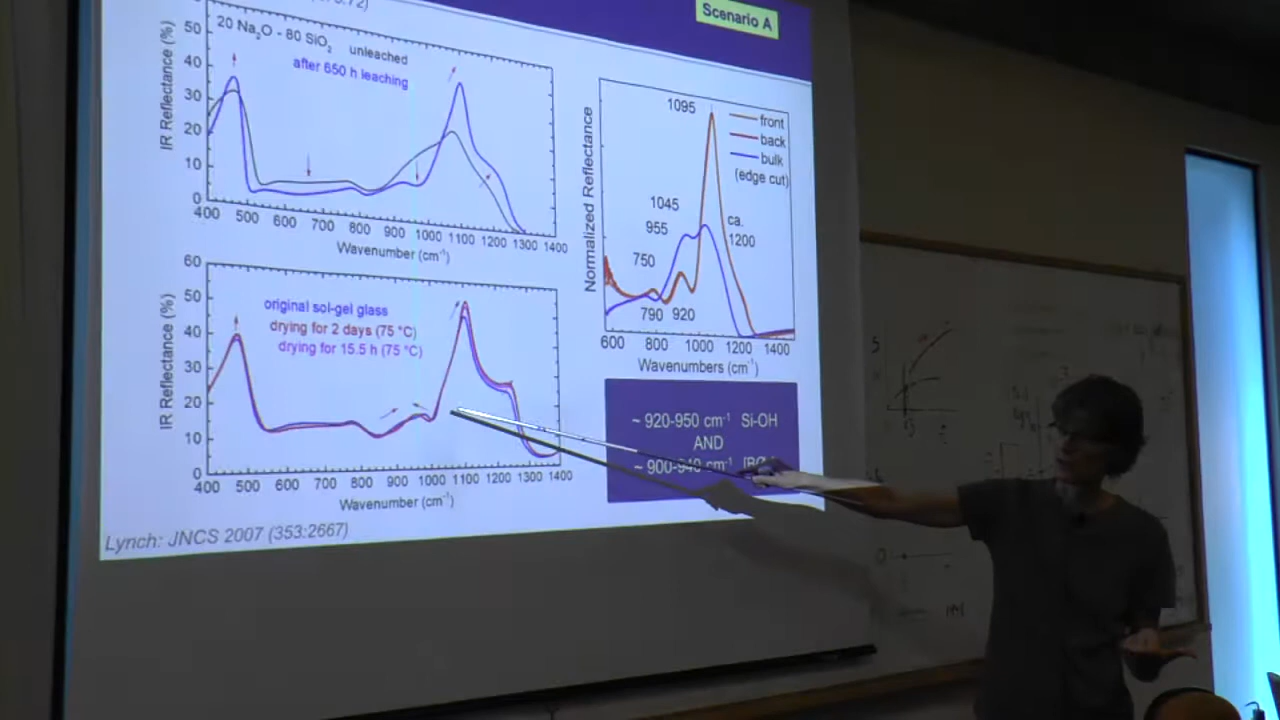 Scenario A
IR Reflectance (%)
50
40
30
20
10
0
20 Na2O - 80 SiO2 unleached
after 650 h leaching
400 500 600 700 800 900 1000 1100 1200 1300 1400
Wavenumber (cm-1)
IR Reflectance (%)
60
50
40
30
20
10
0
original sol-gel glass
drying for 2 days (75 °C)
drying for 15.5 h (75 °C)
400 500 600 700 800 900 1000 1100 1200 1300 1400
Wavenumber (cm-1)
Lynch: JNCS 2007 (353:2667)
Normalized Reflectance
1095
front
back
bulk
(edge cut)
1045
955
ca.
1200
750
790 920
600 800 1000 1200 1400
Wavenumbers (cm-1)
~ 920-950 cm-1 Si-OH
AND
~ 900-940 cm-1